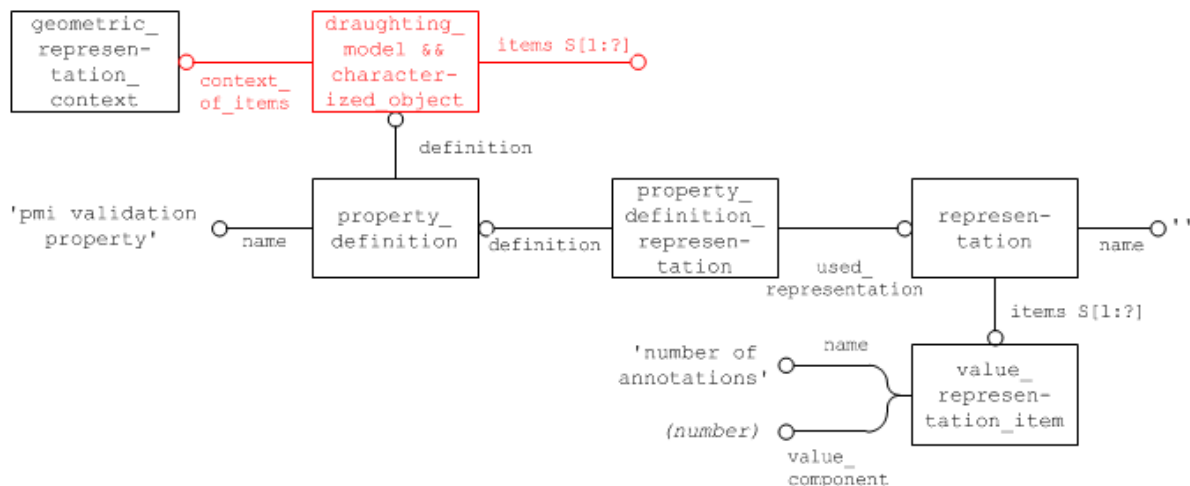 geometric_
represen-
tation_
context
context_
of_items
draughting_
model &&
character-
ized_object
items S[1:?]
definition
'pmi validation
property'
name
property_
definition
definition
property_
definition_
represen-
tation
used_
representation
represen-
tation
name
''
items S[1:?]
'number of
annotations'
name
(number)
value_
component
value_
represen-
tation_item